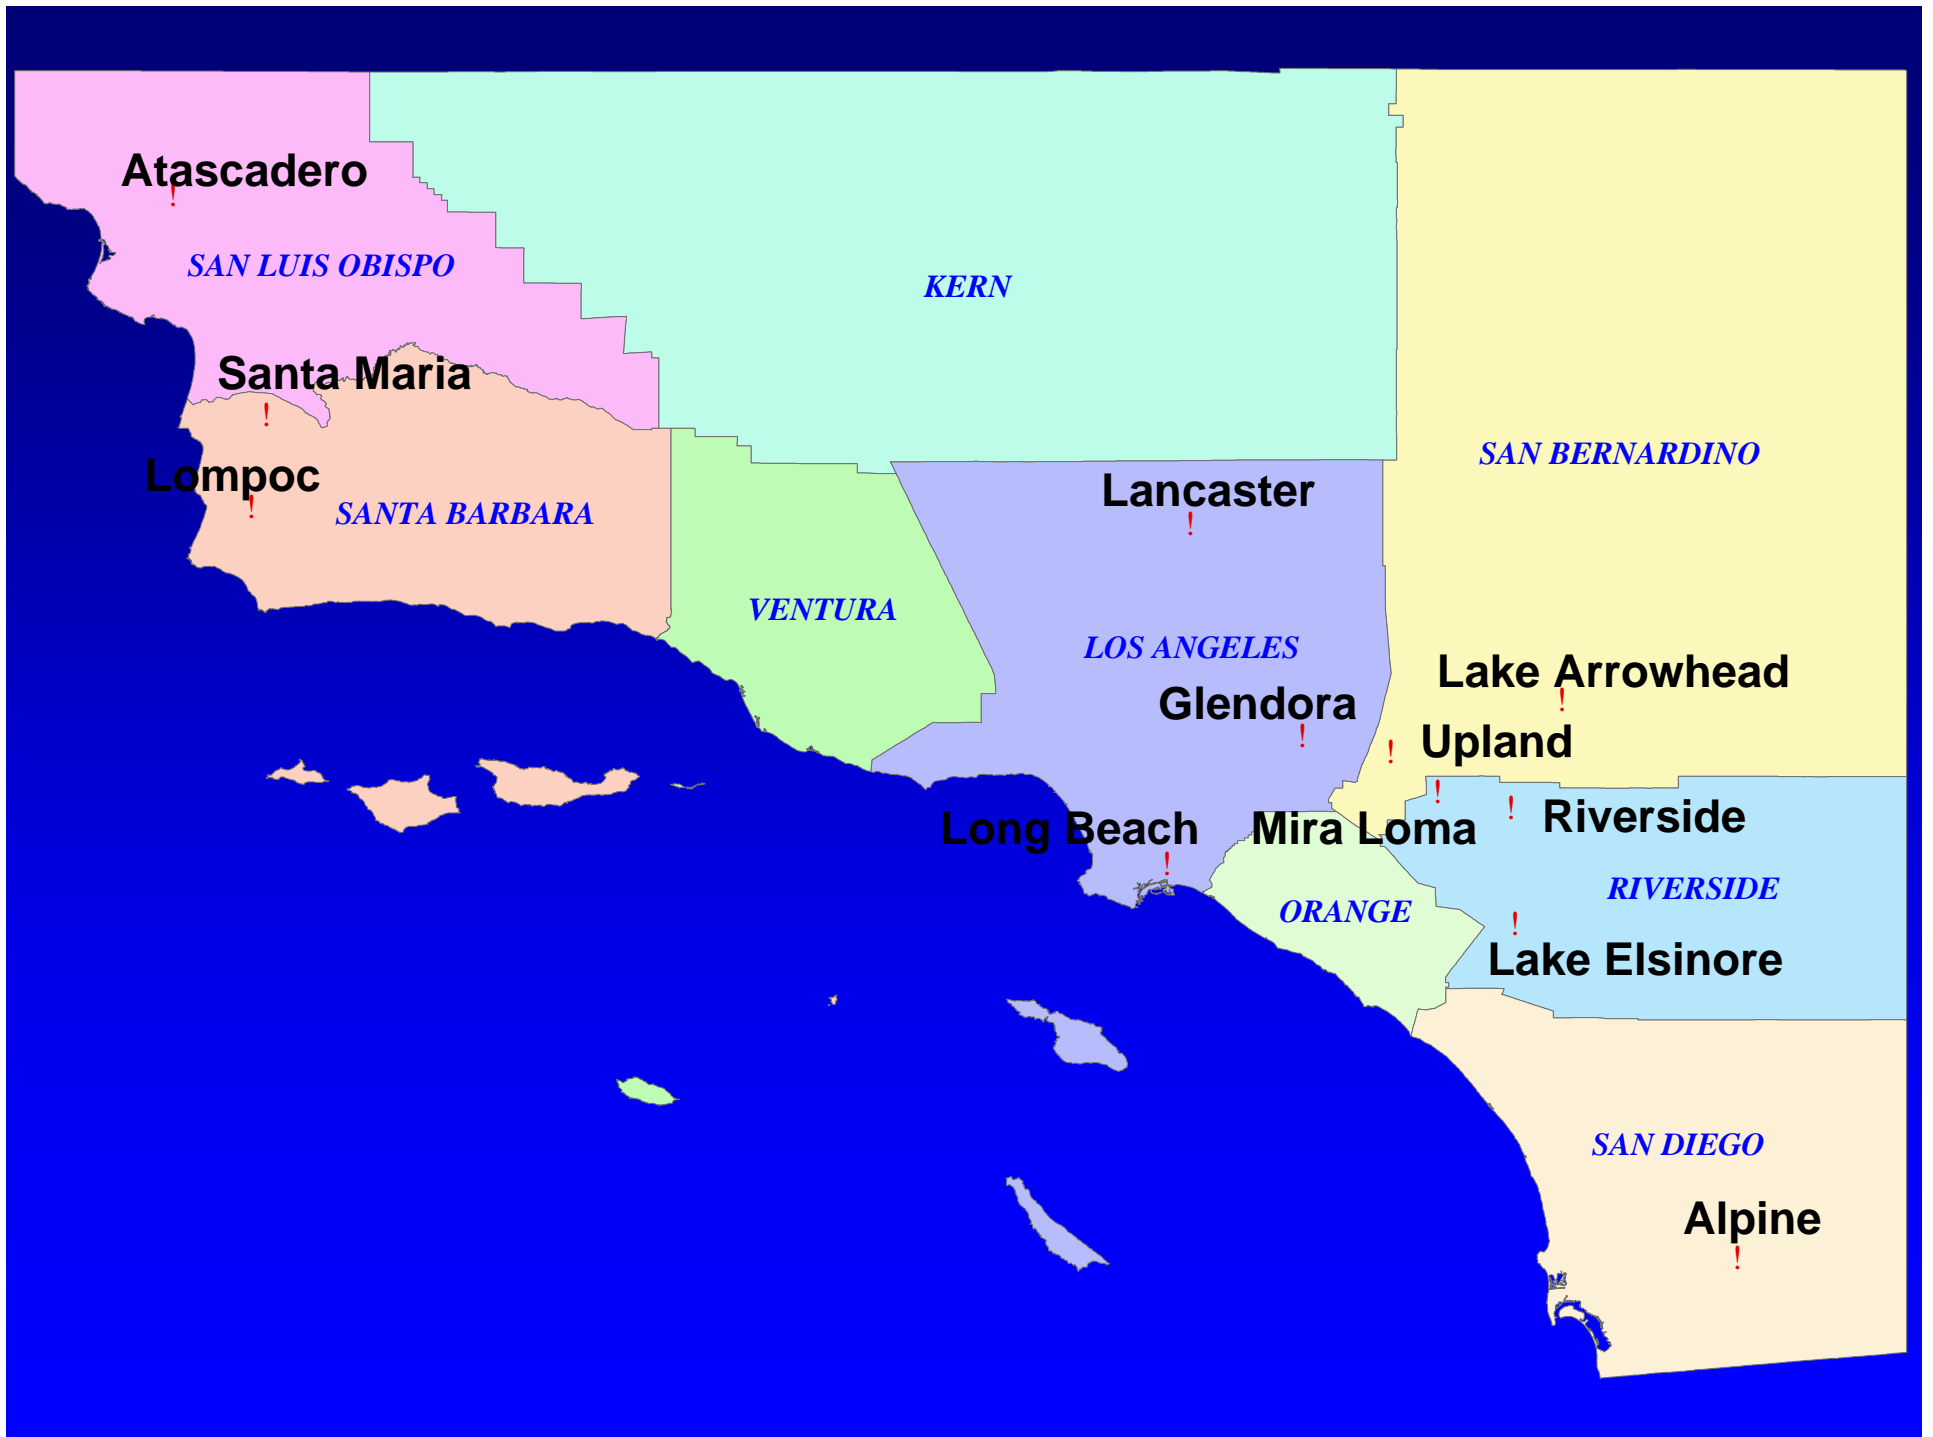 Atascadero
SAN LUIS OBISPO
KERN
Santa Maria
SAN BERNARDINO
Lompoc
SANTA BARBARA
Lancaster
VENTURA
LOS ANGELES
Lake Arrowhead
Glendora
Upland
Riverside
Long Beach
Mira Loma
RIVERSIDE
ORANGE
Lake Elsinore
SAN DIEGO
Alpine